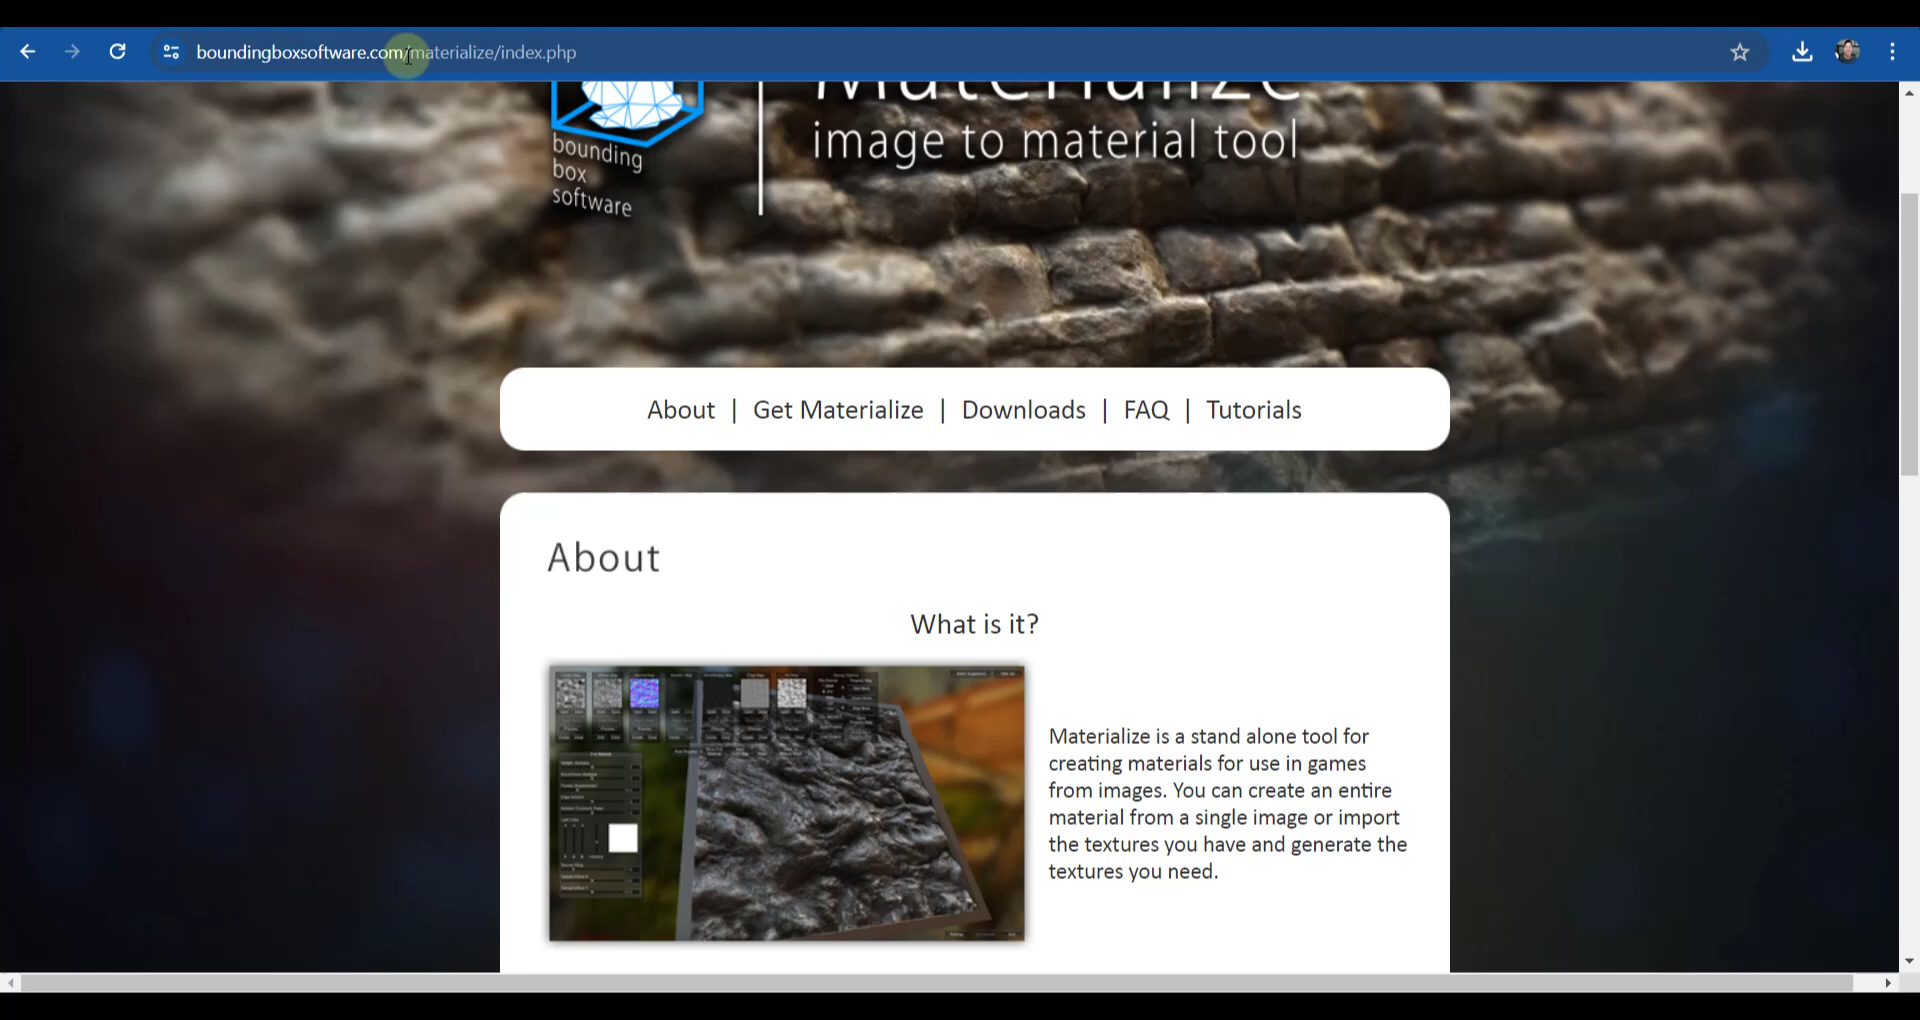 boundingboxsoftware.com/materialize/index.php
Materialize
image to material tool
bounding
box
software
About | Get Materialize | Downloads | FAQ | Tutorials
About
What is it?
Materialize is a stand alone tool for
creating materials for use in games
from images. You can create an entire
material from a single image or import
the textures you have and generate the
textures you need.